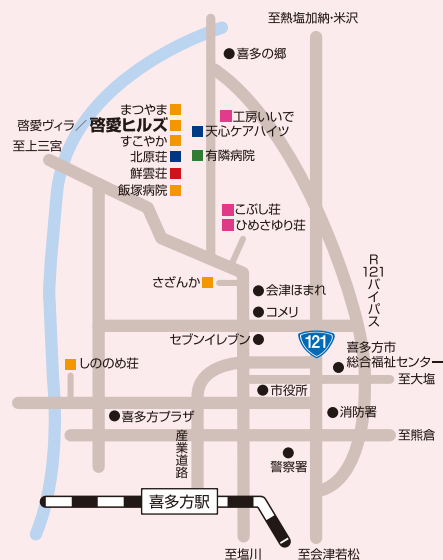 至熱塩加納・米沢
喜多の郷
まつやま
啓愛ヴィラ／啓愛ヒルズ
すこやか
北原荘
鮮雲荘
飯塚病院
至上三宮
工房いいで
天心ケアハイツ
有隣病院
こぶし荘
ひめさゆり荘
さざんか
会津ほまれ
コメリ
セブンイレブン
R
121
バイパス
121
喜多方市
総合福祉センター
しののめ荘
至大塩
市役所
消防署
喜多方プラザ
産業道路
至熊倉
警察署
喜多方駅
至塩川
至会津若松